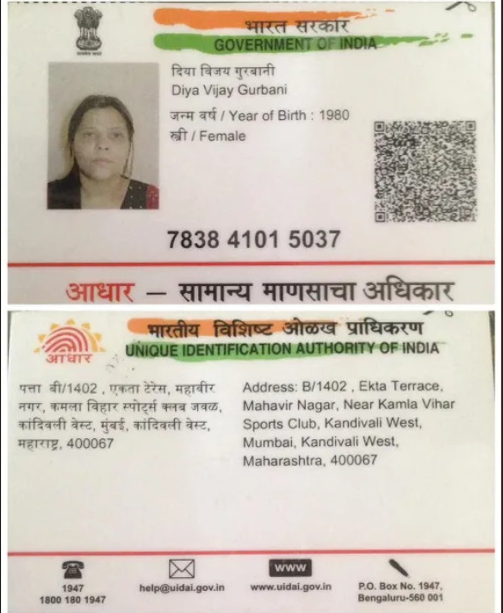 भारत सरकार
GOVERNMENT OF INDIA
दिया विजय गुरबानी
Diya Vijay Gurbani
जन्म वर्ष / Year of Birth : 1980
स्त्री / Female
7838 4101 5037
आधार – सामान्य माणसाचा अधिकार
भारतीय विशिष्ट ओळख प्राधिकरण
UNIQUE IDENTIFICATION AUTHORITY OF INDIA
आधार
पत्ता बी/1402 , एकता टेरेस, महावीर
नगर, कमला विहार स्पोर्ट्स क्लब जवळ,
कांदिवली वेस्ट, मुंबई, कांदिवली वेस्ट,
महाराष्ट्र, 400067
Address: B/1402 , Ekta Terrace,
Mahavir Nagar, Near Kamla Vihar
Sports Club, Kandivali West,
Mumbai, Kandivali West,
Maharashtra, 400067
1947
1800 180 1947
help@uidai.gov.in
www
www.uidai.gov.in
P.O. Box No. 1947,
Bengaluru-560 001